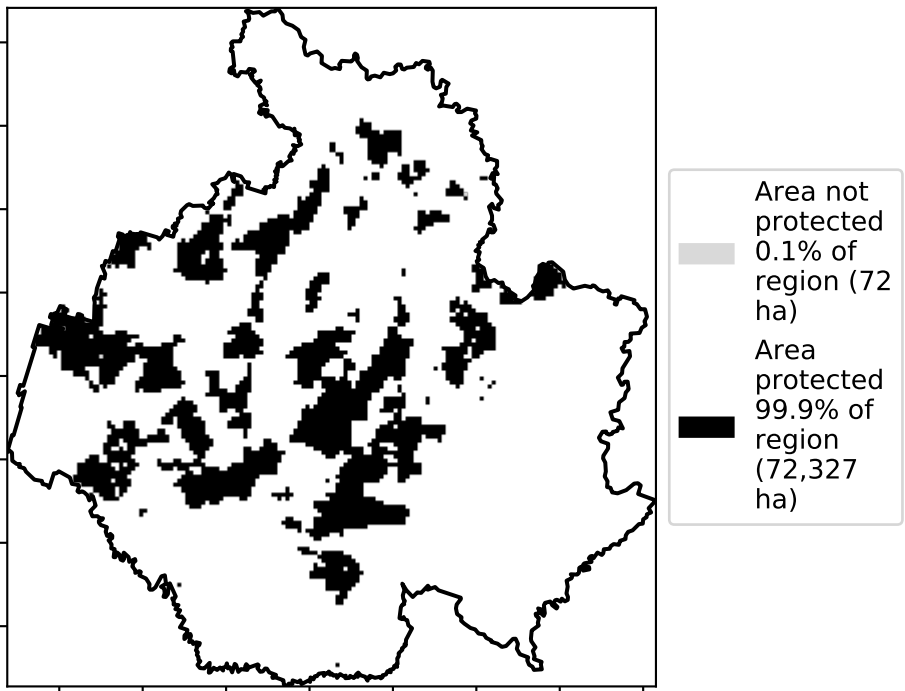 Area not
protected
0.1% of
region (72
ha)
Area
protected
99.9% of
region
(72,327
ha)